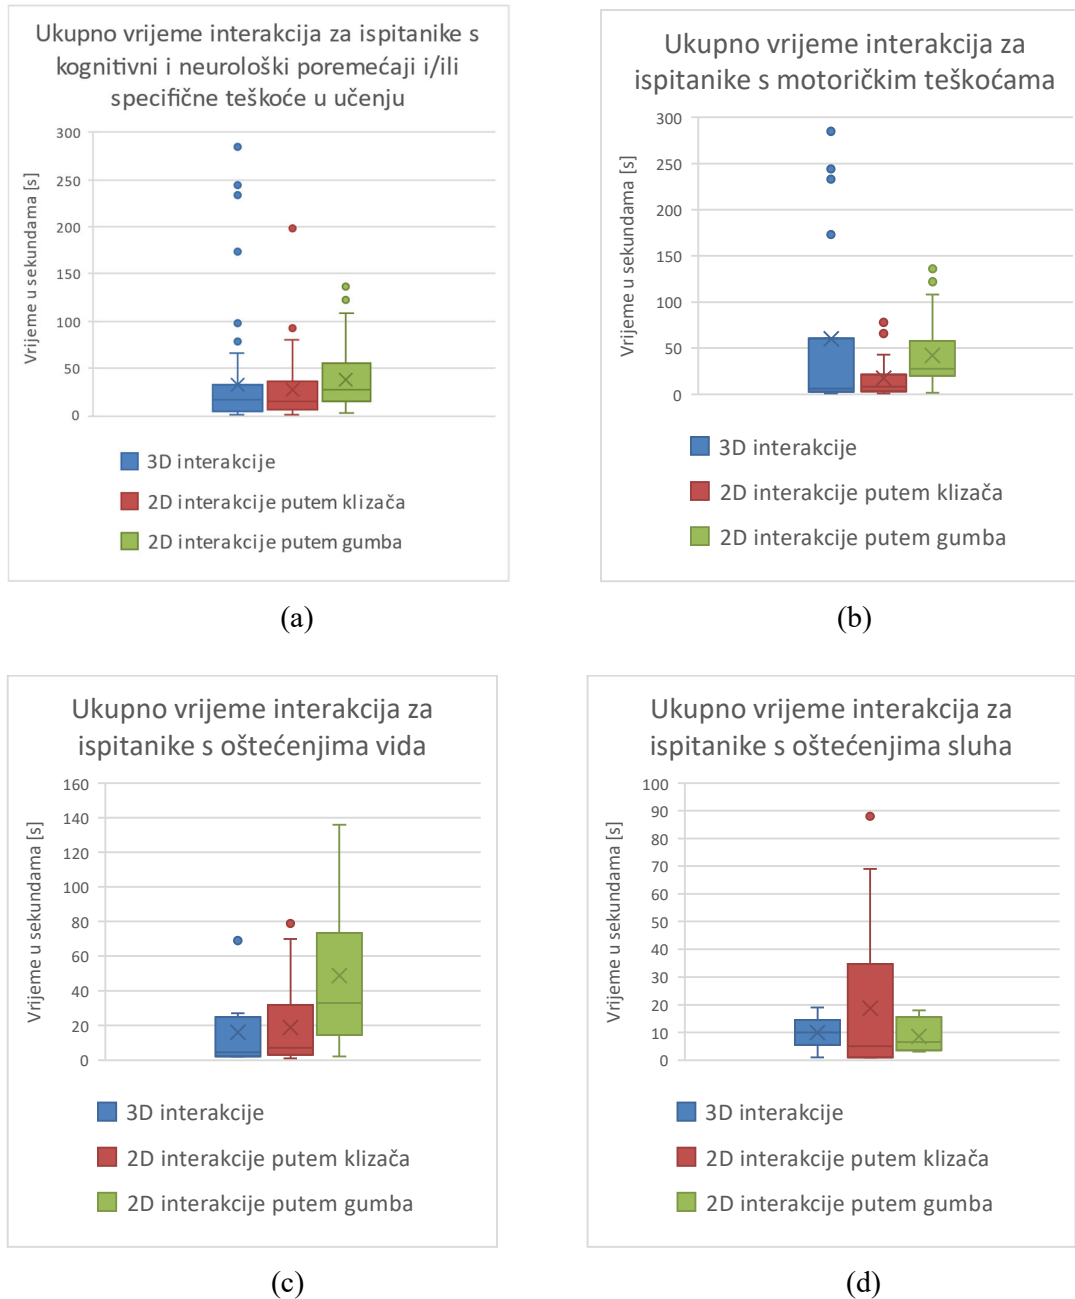 Ukupno vrijeme interakcija za ispitanike s
kognitivni i neurološki poremećaji i/ili
specifične teškoće u učenju
Vrijeme u sekundama [s]
300
250
200
150
100
50
0
3D interakcije
2D interakcije putem klizača
2D interakcije putem gumba
(a)
Ukupno vrijeme interakcija za
ispitanike s motoričkim teškoćama
Vrijeme u sekundama [s]
300
250
200
150
100
50
0
3D interakcije
2D interakcije putem klizača
2D interakcije putem gumba
(b)
Ukupno vrijeme interakcija za
ispitanike s oštećenjima vida
Vrijeme u sekundama [s]
160
140
120
100
80
60
40
20
0
3D interakcije
2D interakcije putem klizača
2D interakcije putem gumba
(c)
Ukupno vrijeme interakcija za
ispitanike s oštećenjima sluha
Vrijeme u sekundama [s]
100
90
80
70
60
50
40
30
20
10
0
3D interakcije
2D interakcije putem klizača
2D interakcije putem gumba
(d)